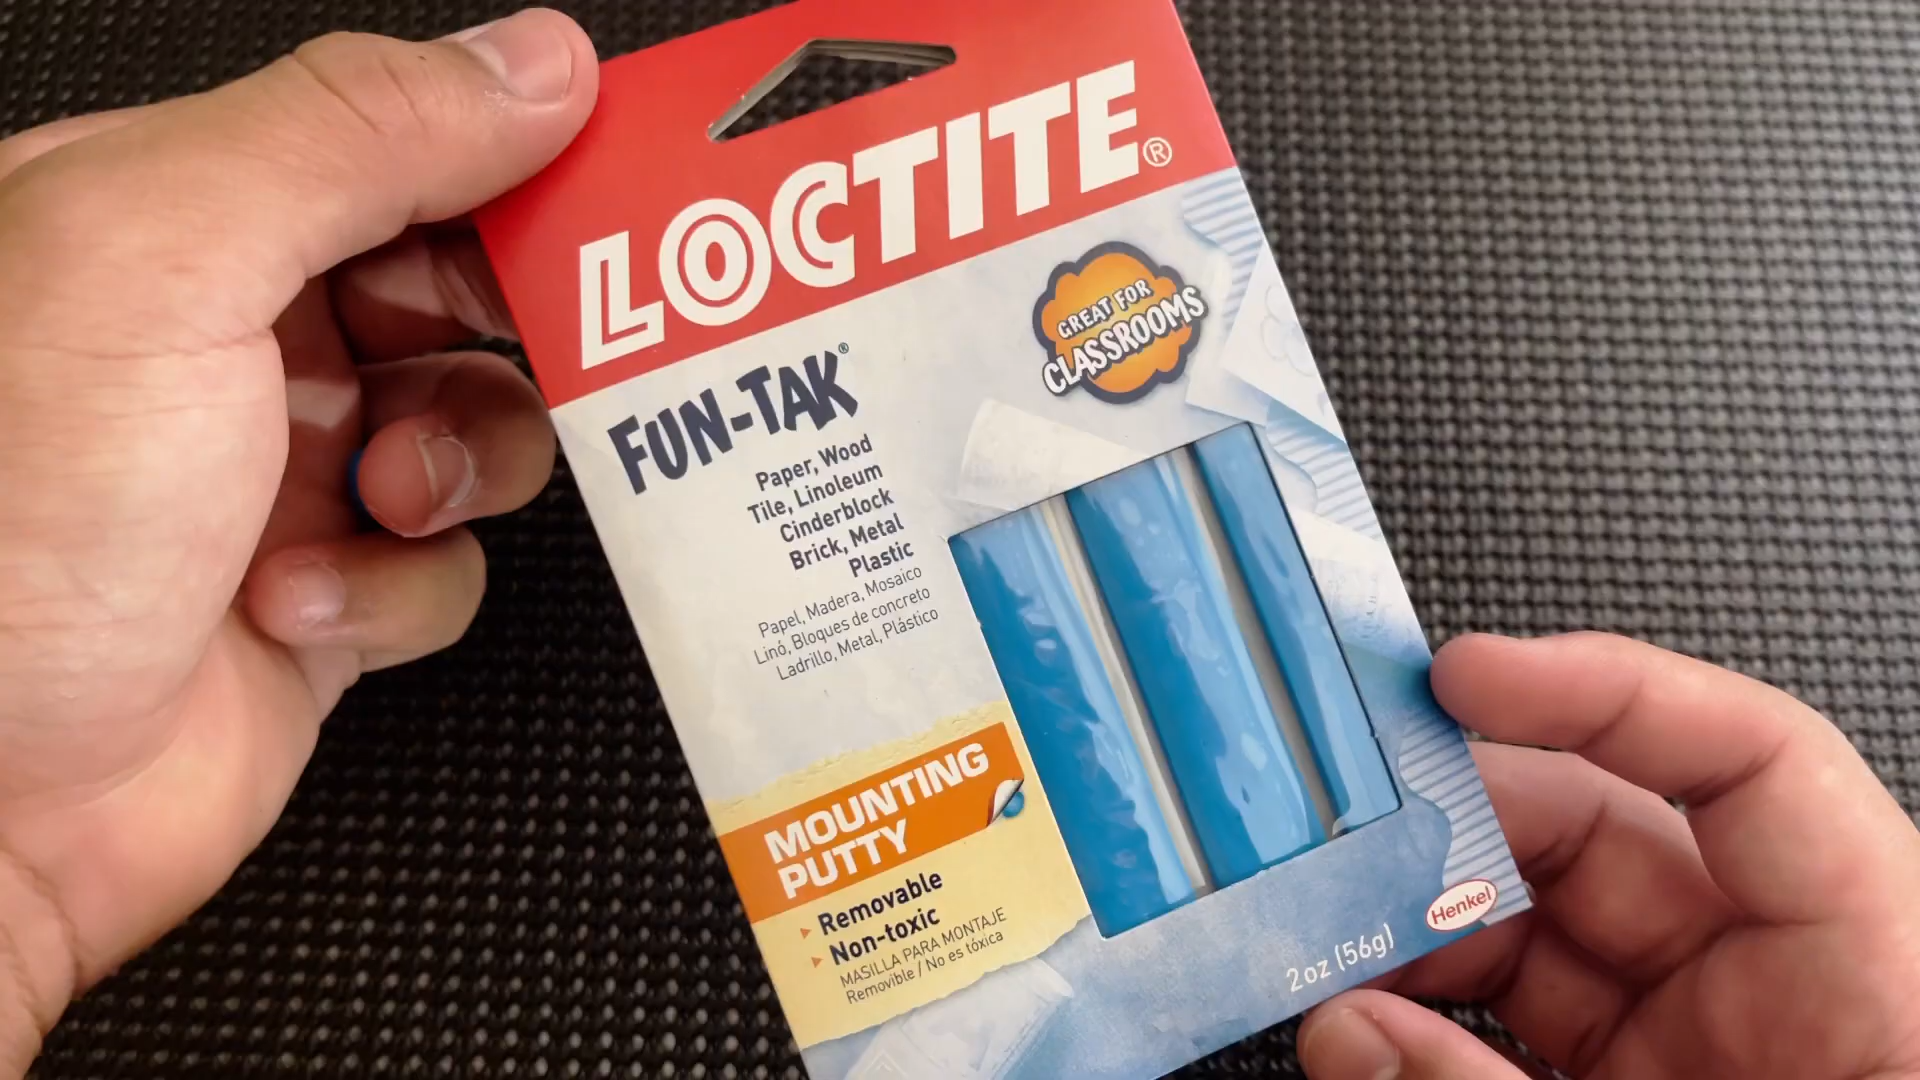 LOCTITE®
GREAT FOR
CLASSROOMS
FUN-TAK®
Paper, Wood
Tile, Linoleum
Cinderblock
Brick, Metal
Plastic
Papel, Madera, Mosaico
Linó, Bloques de concreto
Ladrillo, Metal, Plástico
MOUNTING
PUTTY
Removable
Non-toxic
MASILLA PARA MONTAJE
Removible / No es tóxica
Henkel
2oz (56g)